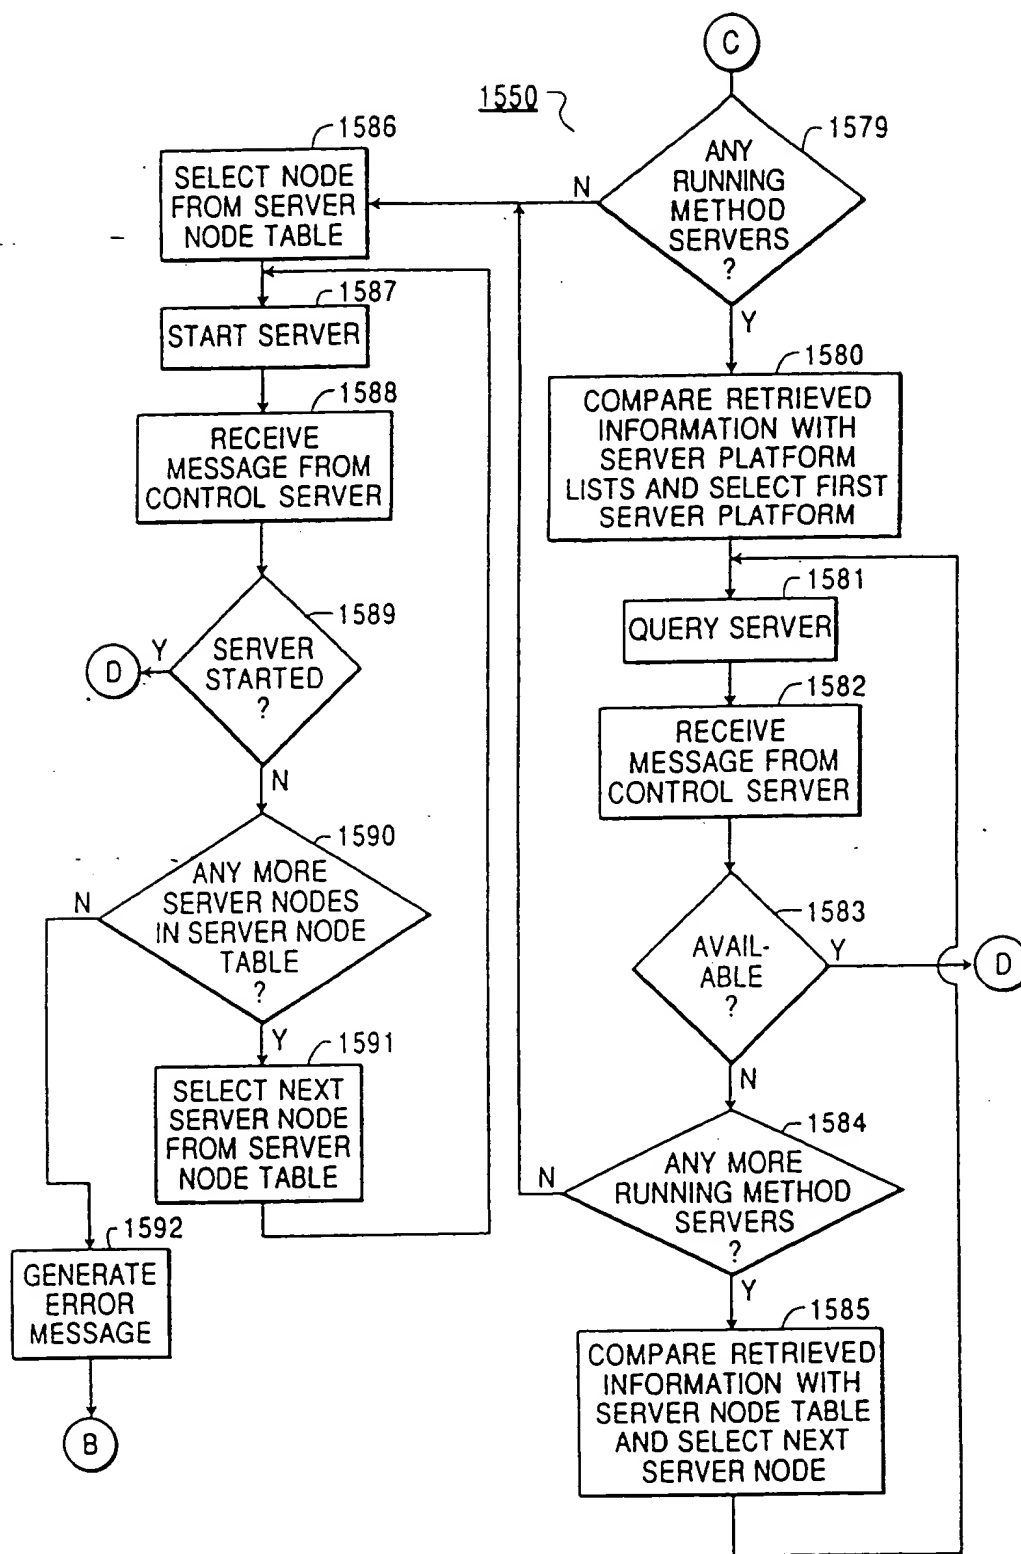 C
1550
1579
ANY
RUNNING
METHOD
SERVERS
?
N
Y
1586
SELECT NODE
FROM SERVER
NODE TABLE
1587
START SERVER
1588
RECEIVE
MESSAGE FROM
CONTROL SERVER
1589
SERVER
STARTED
?
Y
D
N
1590
ANY MORE
SERVER NODES
IN SERVER NODE
TABLE
?
N
Y
1591
SELECT NEXT
SERVER NODE
FROM SERVER
NODE TABLE
1592
GENERATE
ERROR
MESSAGE
B
1580
COMPARE RETRIEVED
INFORMATION WITH
SERVER PLATFORM
LISTS AND SELECT FIRST
SERVER PLATFORM
1581
QUERY SERVER
1582
RECEIVE
MESSAGE FROM
CONTROL SERVER
1583
AVAIL-
ABLE
?
Y
D
N
1584
ANY MORE
RUNNING METHOD
SERVERS
?
N
Y
1585
COMPARE RETRIEVED
INFORMATION WITH
SERVER NODE TABLE
AND SELECT NEXT
SERVER NODE